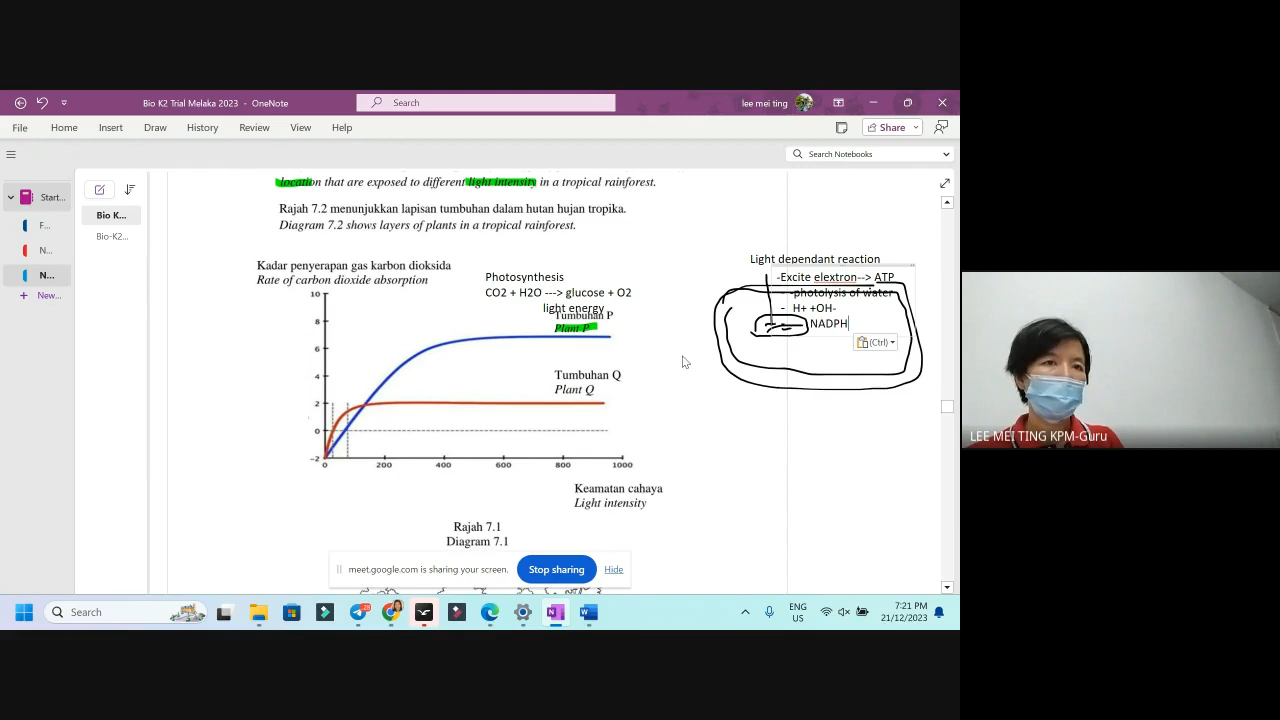 Bio K2 Trial Melaka 2023 - OneNote
Search
lee mei ting
File Home Insert Draw History Review View Help
Share
Search Notebooks
Start...
Bio K...
F...
Bio-K2...
N...
N...
New...
location that are exposed to different light intensity in a tropical rainforest.
Rajah 7.2 menunjukkan lapisan tumbuhan dalam hutan hujan tropika.
Diagram 7.2 shows layers of plants in a tropical rainforest.
Kadar penyerapan gas karbon dioksida
Rate of carbon dioxide absorption
Photosynthesis
CO2 + H2O ---> glucose + O2
light energy
Light dependant reaction
-Excite elextron--> ATP
- -photolysis of water
- H+ +OH-
NADPH
(Ctrl)
Tumbuhan P
Plant P
Tumbuhan Q
Plant Q
10
8
6
4
2
0
-2
0 200 400 600 800 1000
Keamatan cahaya
Light intensity
Rajah 7.1
Diagram 7.1
meet.google.com is sharing your screen. Stop sharing Hide
LEE MEI TING KPM-Guru
Search
ENG
US
7:21 PM
21/12/2023